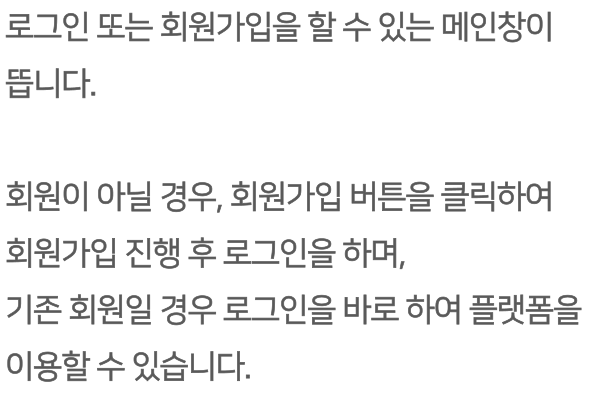 로그인 또는 회원가입을 할 수 있는 메인창이
뜹니다.
회원이 아닐 경우, 회원가입 버튼을 클릭하여
회원가입 진행 후 로그인을 하며,
기존 회원일 경우 로그인을 바로 하여 플랫폼을
이용할 수 있습니다.